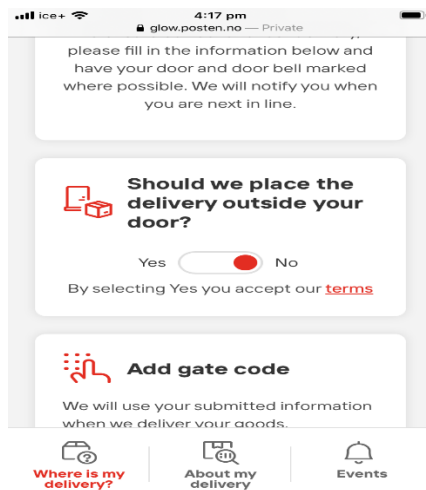 ice+
4:17 pm
glow.posten.no — Private
please fill in the information below and
have your door and door bell marked
where possible. We will notify you when
you are next in line.
Should we place the
delivery outside your
door?
Yes No
By selecting Yes you accept our terms
Add gate code
We will use your submitted information
when we deliver your goods.
Where is my
delivery?
About my
delivery
Events